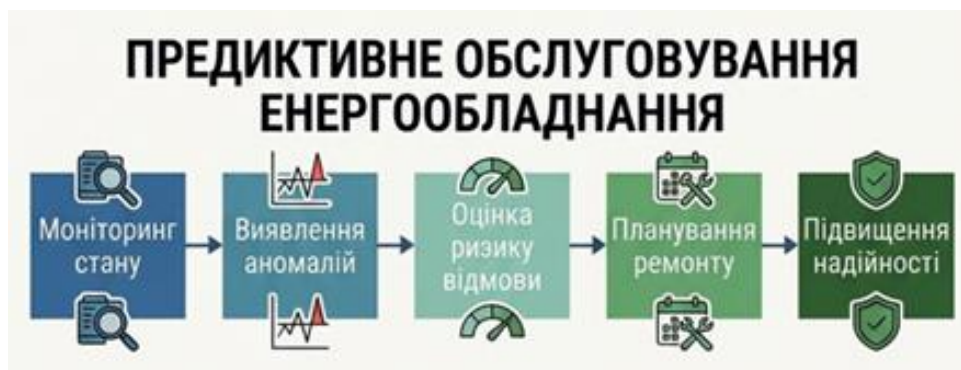 ПРЕДИКТИВНЕ ОБСЛУГОВУВАННЯ
ЕНЕРГООБЛАДНАННЯ
Моніторинг
стану
Виявлення
аномалій
Оцінка
ризику
відмови
Планування
ремонту
Підвищення
надійності